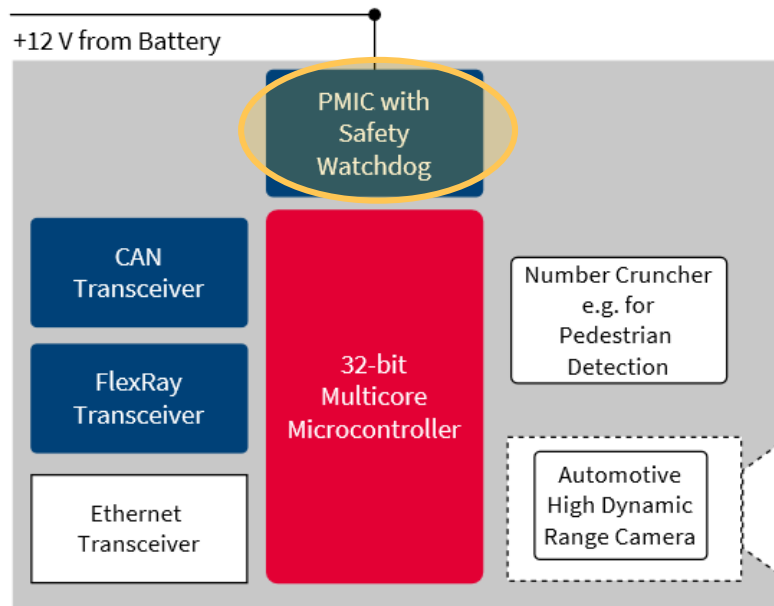 +12 V from Battery
PMIC with
Safety
Watchdog
CAN
Transceiver
FlexRay
Transceiver
Ethernet
Transceiver
32-bit
Multicore
Microcontroller
Number Cruncher
e.g. for
Pedestrian
Detection
Automotive
High Dynamic
Range Camera